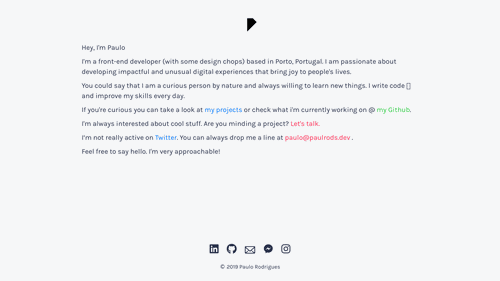 Hey, I'm Paulo
I'm a front-end developer (with some design chops) based in Porto, Portugal. I am passionate about
developing impactful and unusual digital experiences that bring joy to people's lives.
You could say that I am a curious person by nature and always willing to learn new things. I write code
and improve my skills every day.
If you're curious you can take a look at my projects or check what i'm currently working on @ my Github.
I'm always interested about cool stuff. Are you minding a project? Let's talk.
I'm not really active on Twitter. You can always drop me a line at paulo@paulrods.dev .
Feel free to say hello. I'm very approachable!
© 2019 Paulo Rodrigues